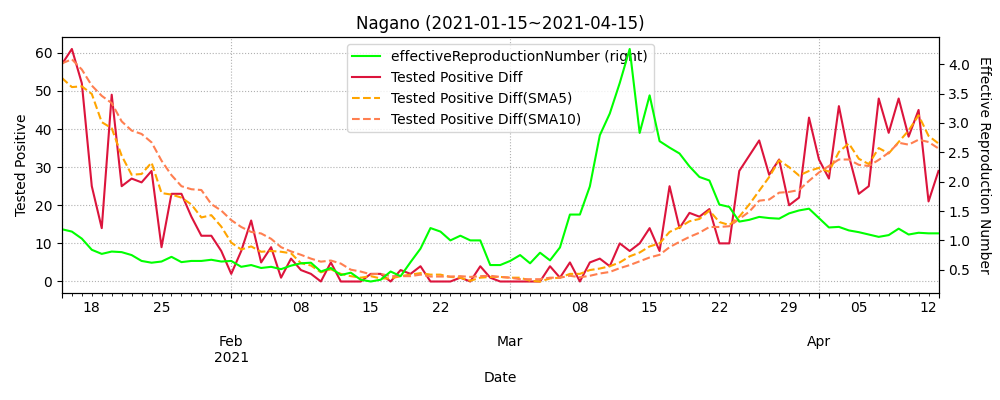 Nagano (2021-01-15~2021-04-15)
effectiveReproductionNumber (right)
Tested Positive Diff
Tested Positive Diff(SMA5)
Tested Positive Diff(SMA10)
Tested Positive
60
50
40
30
20
10
0
4.0
3.5
3.0
2.5
2.0
1.5
1.0
0.5
Effective Reproduction Number
18 25 08 15 22 08 15 22 29 05 12
Feb Mar Apr
2021
Date